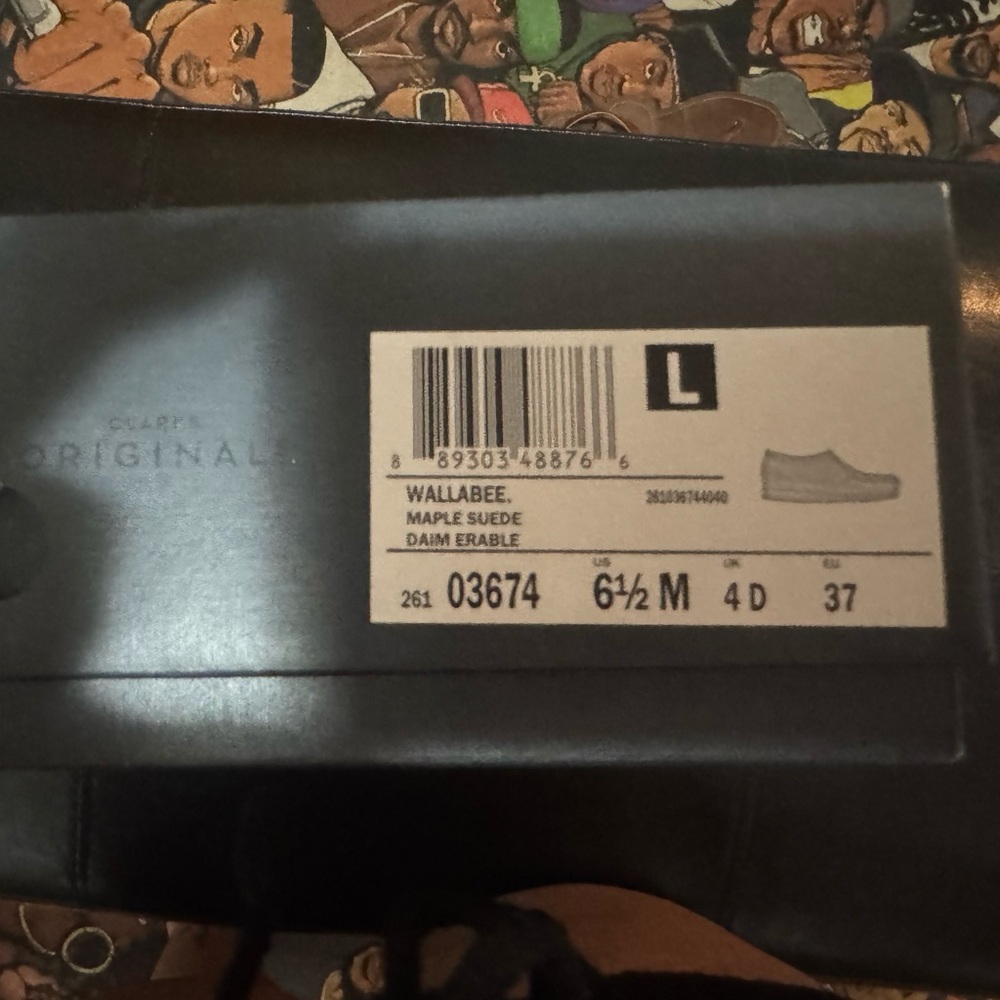 CLARKS
ORIGINALS
L
8 89303 48876 6
WALLABEE.
261036744040
MAPLE SUEDE
DAIM ERABLE
US UK EU
261 03674 6½ M 4 D 37